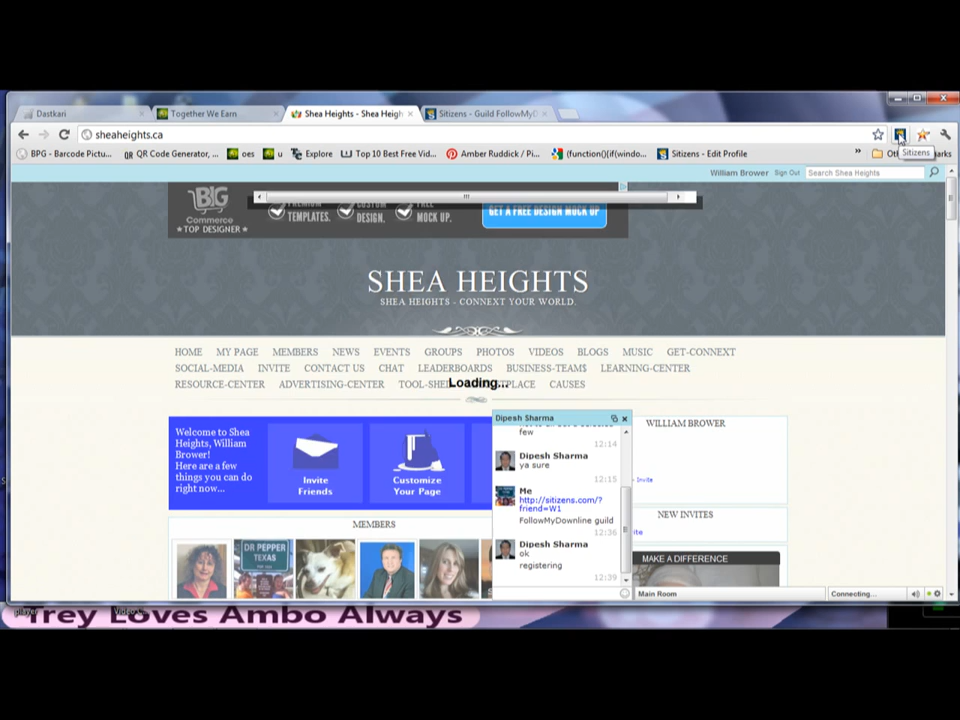 Dastkari
Together We Earn
Shea Heights - Shea Heigh
Sitizens - Guild FollowMyD
sheaheights.ca
BPG - Barcode Pictu...
QR Code Generator, ...
oes
u
Explore
Top 10 Best Free Vid...
Amber Ruddick / Pi...
(function(){if(windo...
Sitizens - Edit Profile
»
Sitizens
William Brower
Sign Out
Search Shea Heights
BIG
Commerce
★TOP DESIGNER★
TEMPLATES.
DESIGN.
MOCK UP.
GET A FREE DESIGN MOCK UP
SHEA HEIGHTS
SHEA HEIGHTS - CONNEXT YOUR WORLD.
HOME MY PAGE MEMBERS NEWS EVENTS GROUPS PHOTOS VIDEOS BLOGS MUSIC GET-CONNEXT
SOCIAL-MEDIA INVITE CONTACT US CHAT LEADERBOARDS BUSINESS-TEAM$ LEARNING-CENTER
RESOURCE-CENTER ADVERTISING-CENTER CAUSES
Loading...
Welcome to Shea
Heights, William
Brower!
Here are a few
things you can do
right now...
Invite
Friends
Customize
Your Page
MEMBERS
DR PEPPER
TEXAS
Dipesh Sharma
few
12:14
Dipesh Sharma
ya sure
12:15
Me
http://sitizens.com/?
friend=W1
FollowMyDownline guild
12:36
Dipesh Sharma
ok
registering
12:39
WILLIAM BROWER
Invite
NEW INVITES
MAKE A DIFFERENCE
Main Room
Connecting...
Trey Loves Ambo Always